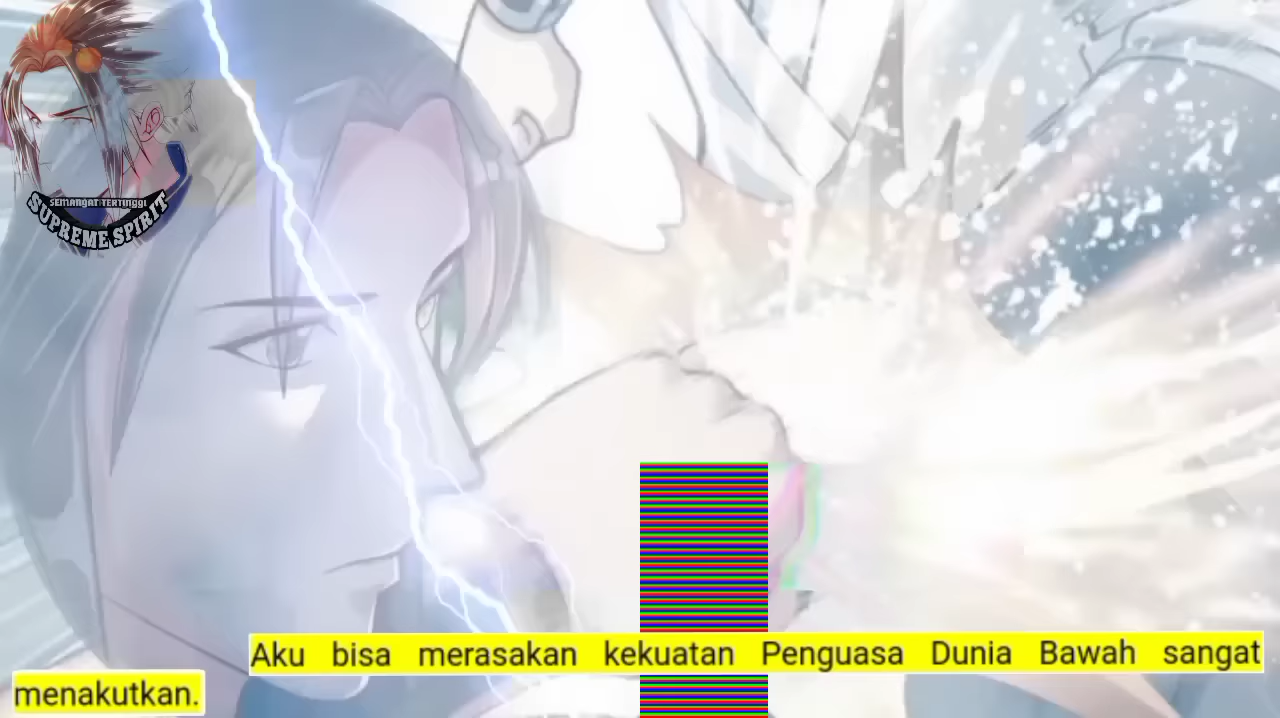 SEMANGAT TERTINGGI
SUPREME SPIRIT
Aku bisa merasakan kekuatan Penguasa Dunia Bawah sangat
menakutkan.